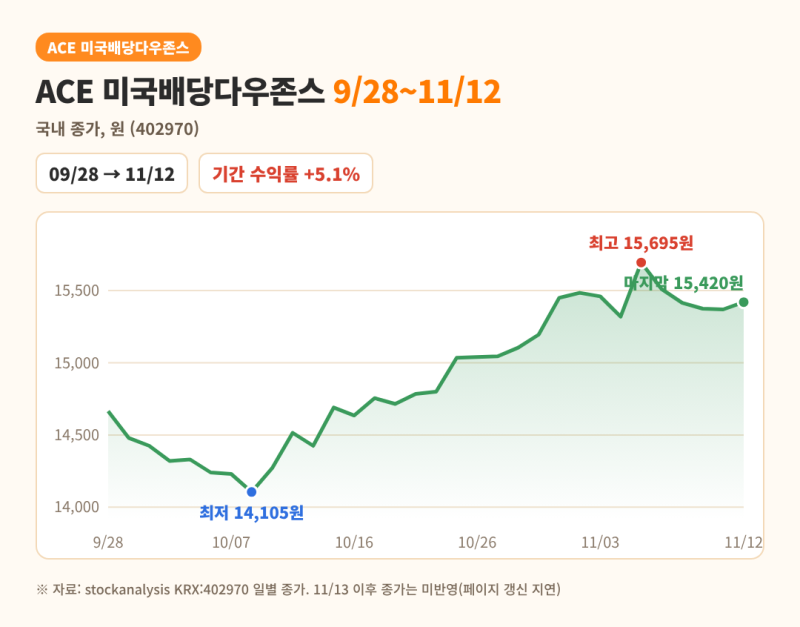 ACE 미국배당다우존스
ACE 미국배당다우존스 9/28~11/12
국내 종가, 원 (402970)
09/28 → 11/12
기간 수익률 +5.1%
최고 15,695원
마지막 15,420원
15,500
15,000
14,500
14,000
최저 14,105원
9/28
10/07
10/16
10/26
11/03
11/12
※ 자료: stockanalysis KRX:402970 일별 종가. 11/13 이후 종가는 미반영(페이지 갱신 지연)